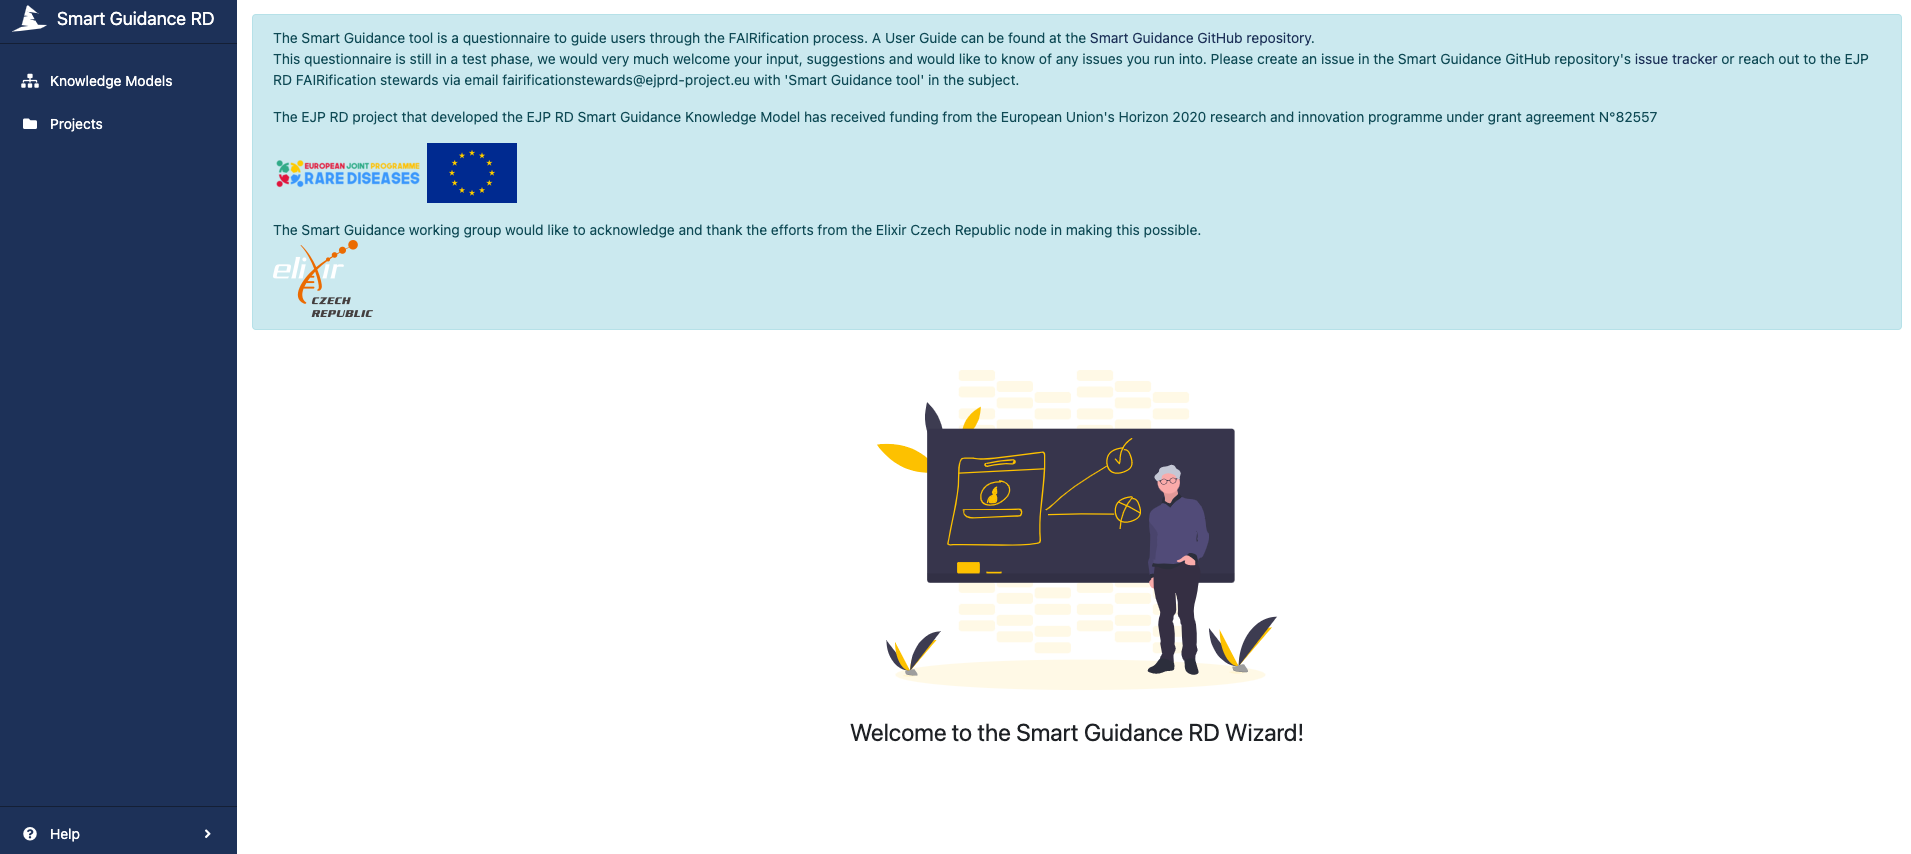 Smart Guidance RD
Knowledge Models
Projects
The Smart Guidance tool is a questionnaire to guide users through the FAIRification process. A User Guide can be found at the Smart Guidance GitHub repository.
This questionnaire is still in a test phase, we would very much welcome your input, suggestions and would like to know of any issues you run into. Please create an issue in the Smart Guidance GitHub repository's issue tracker or reach out to the EJP
RD FAIRification stewards via email fairificationstewards@ejprd-project.eu with 'Smart Guidance tool' in the subject.
The EJP RD project that developed the EJP RD Smart Guidance Knowledge Model has received funding from the European Union's Horizon 2020 research and innovation programme under grant agreement N°82557
EUROPEAN JOINT PROGRAMME
RARE DISEASES
The Smart Guidance working group would like to acknowledge and thank the efforts from the Elixir Czech Republic node in making this possible.
elixir
CZECH
REPUBLIC
Welcome to the Smart Guidance RD Wizard!
Help